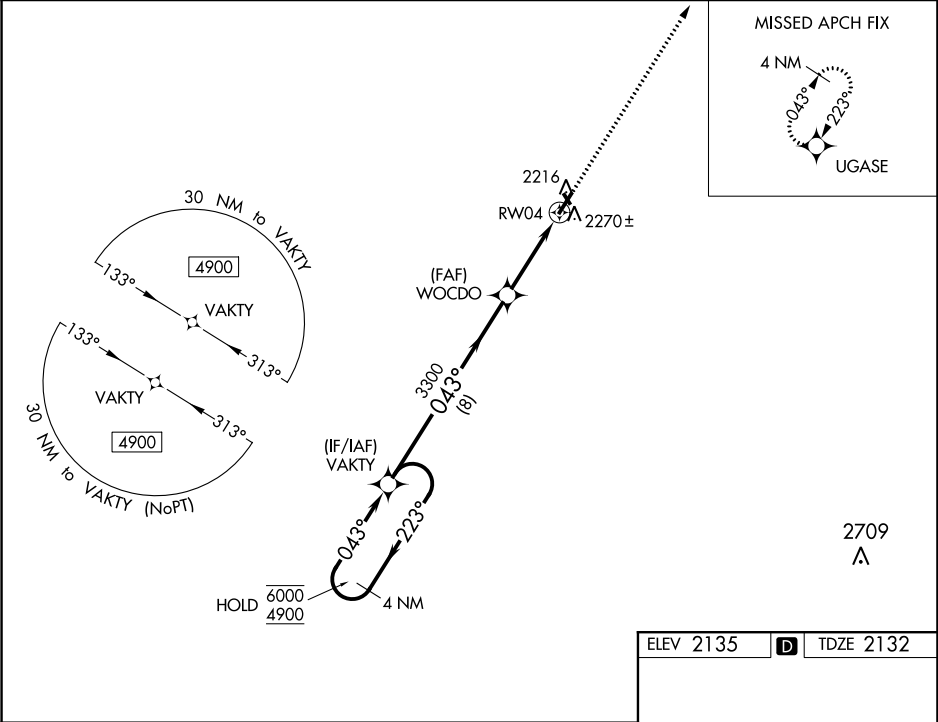 MISSED APCH FIX
4 NM
043°
223°
UGASE
2216
RW04
2270±
30 NM to VAKTY
4900
133°
VAKTY
313°
133°
VAKTY
313°
4900
30 NM to VAKTY (NoPT)
(FAF)
WOCDO
3300
043°
(8)
(IF/IAF)
VAKTY
043°
223°
HOLD
6000
4900
4 NM
2709
ELEV 2135
D
TDZE 2132